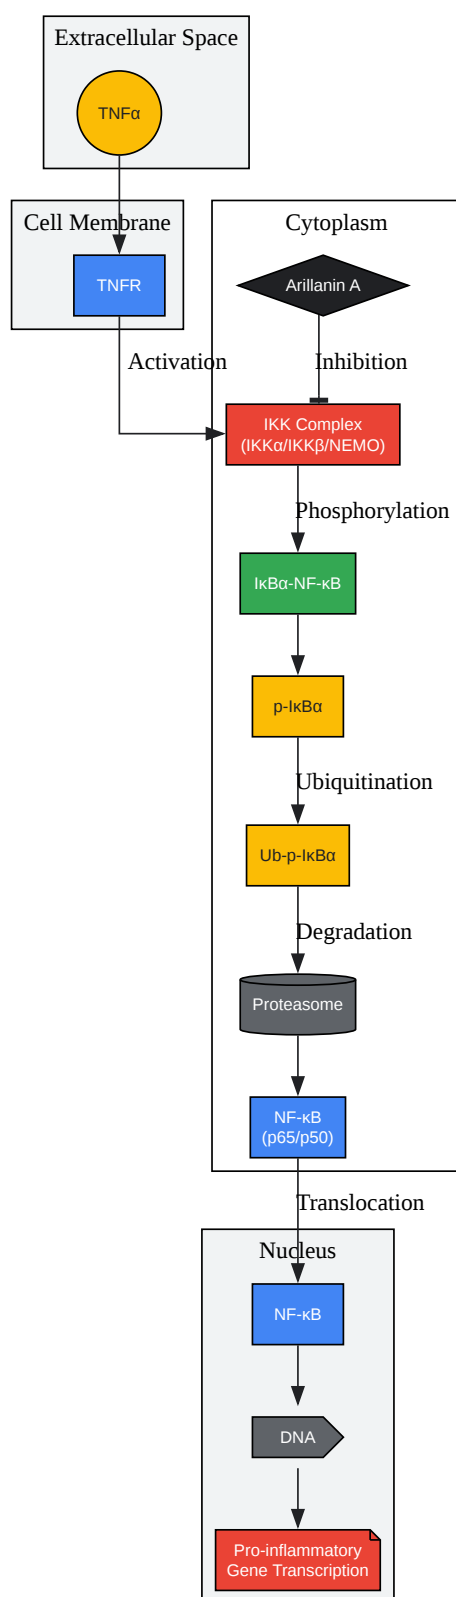 Extracellular Space
TNFα
Cell Membrane
TNFR
Activation
Cytoplasm
Arillanin A
Inhibition
IKK Complex
(IKKα/IKKβ/NEMO)
Phosphorylation
IκBα-NF-κB
p-IκBα
Ubiquitination
Ub-p-IκBα
Degradation
Proteasome
NF-κB
(p65/p50)
Translocation
Nucleus
NF-κB
DNA
Pro-inflammatory
Gene Transcription